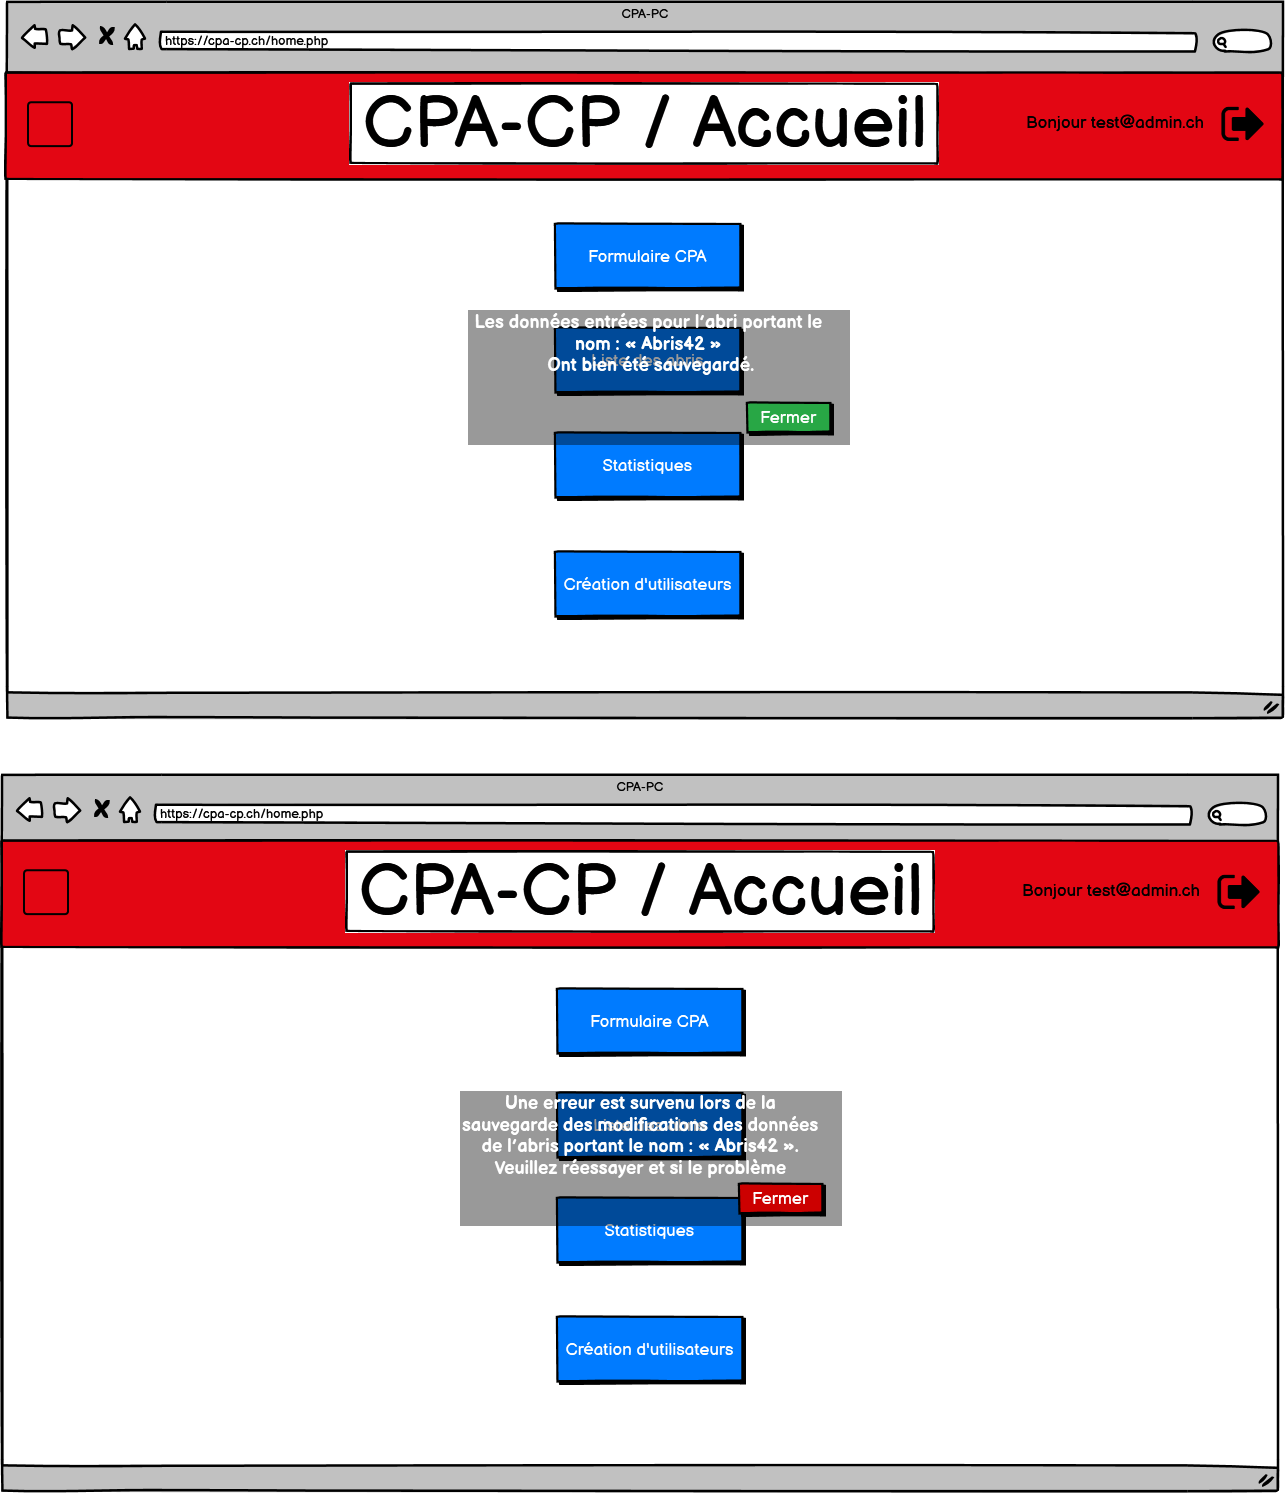 CPA-PC
https://cpa-cp.ch/home.php
CPA-CP / Accueil
Bonjour test@admin.ch
Formulaire CPA
Les données entrées pour l'abri portant le
nom : « Abris42 »
Liste des abris
Ont bien été sauvegardé.
Fermer
Statistiques
Création d'utilisateurs
CPA-PC
https://cpa-cp.ch/home.php
CPA-CP / Accueil
Bonjour test@admin.ch
Formulaire CPA
Une erreur est survenu lors de la
sauvegarde des modifications des données
de l'abris portant le nom : « Abris42 ».
Veuillez réessayer et si le problème
Fermer
Statistiques
Création d'utilisateurs